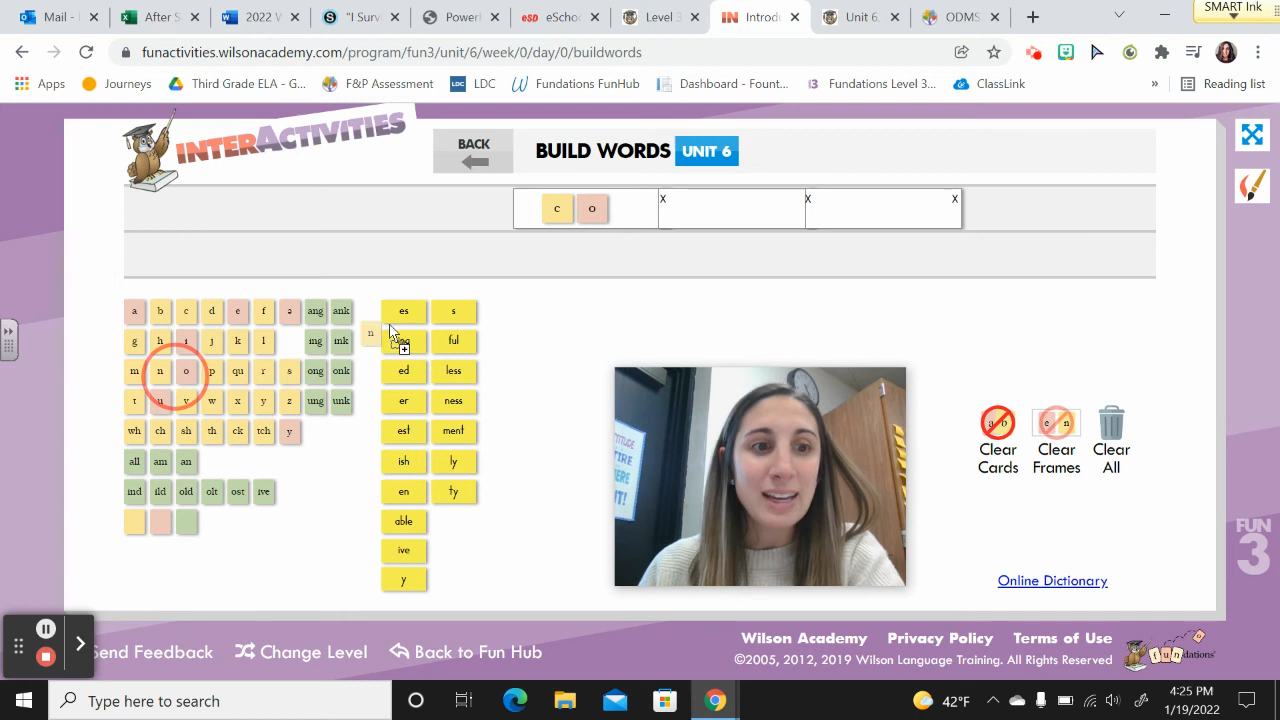 SMART Ink
Mail -
After S
2022 W
"I Survi
PowerF
eSchoo
Level 3
Introdu
Unit 6.
ODMS
funactivities.wilsonacademy.com/program/fun3/unit/6/week/0/day/0/buildwords
Apps Journeys Third Grade ELA - G... F&P Assessment LDC Fundations FunHub Dashboard - Fount... Fundations Level 3... ClassLink » Reading list
INTERACTIVITIES
BACK
BUILD WORDS UNIT 6
c o X X X
a b c d e f ə ang ank es s
g h i j k l ing ink n ful
m n o p qu r s ong onk ed less
t u v w x y z ung unk er ness
wh ch sh th ck tch y est ment
all am an ish ly
ind ild old olt ost ive en ty
able
ive
y
a b
e n
Clear Cards
Clear Frames
Clear All
Online Dictionary
FUN 3
Send Feedback Change Level Back to Fun Hub
Wilson Academy Privacy Policy Terms of Use
©2005, 2012, 2019 Wilson Language Training. All Rights Reserved
fundations
Type here to search
42°F
4:25 PM
1/19/2022